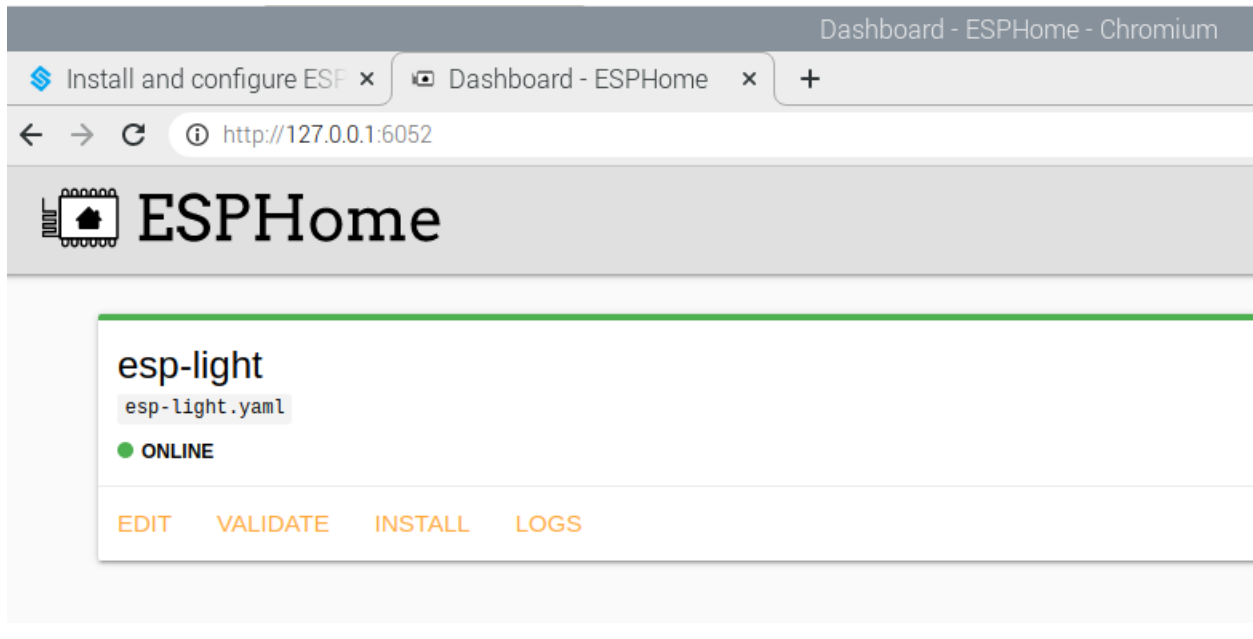 Dashboard - ESPHome - Chromium
Install and configure ESP
Dashboard - ESPHome
http://127.0.0.1:6052
ESPHome
esp-light
esp-light.yaml
ONLINE
EDIT VALIDATE INSTALL LOGS